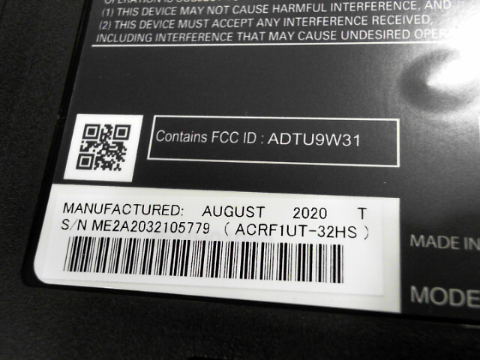 (1) THIS DEVICE MAY NOT CAUSE HARMFUL INTERFERENCE, AND
(2) THIS DEVICE MUST ACCEPT ANY INTERFERENCE RECEIVED,
INCLUDING INTERFERENCE THAT MAY CAUSE UNDESIRED
Contains FCC ID : ADTU9W31
MANUFACTURED: AUGUST 2020 T
S/N ME2A2032105779 ( ACRF1UT-32HS )
MADE IN